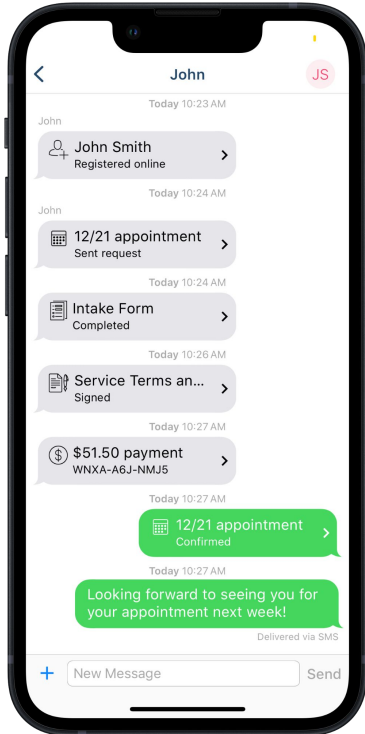 John
JS
Today 10:23 AM
John
John Smith
Registered online
Today 10:24 AM
John
12/21 appointment
Sent request
Today 10:24 AM
Intake Form
Completed
Today 10:26 AM
Service Terms an...
Signed
Today 10:27 AM
$51.50 payment
WNXA-A6J-NMJ5
Today 10:27 AM
12/21 appointment
Confirmed
Today 10:27 AM
Looking forward to seeing you for
your appointment next week!
Delivered via SMS
New Message
Send